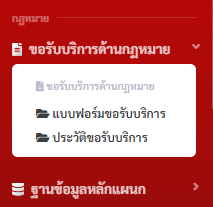 กฎหมาย
ขอรับบริการด้านกฎหมาย
ขอรับบริการด้านกฎหมาย
แบบฟอร์มขอรับบริการ
ประวัติขอรับบริการ
ฐานข้อมูลหลักแผนก